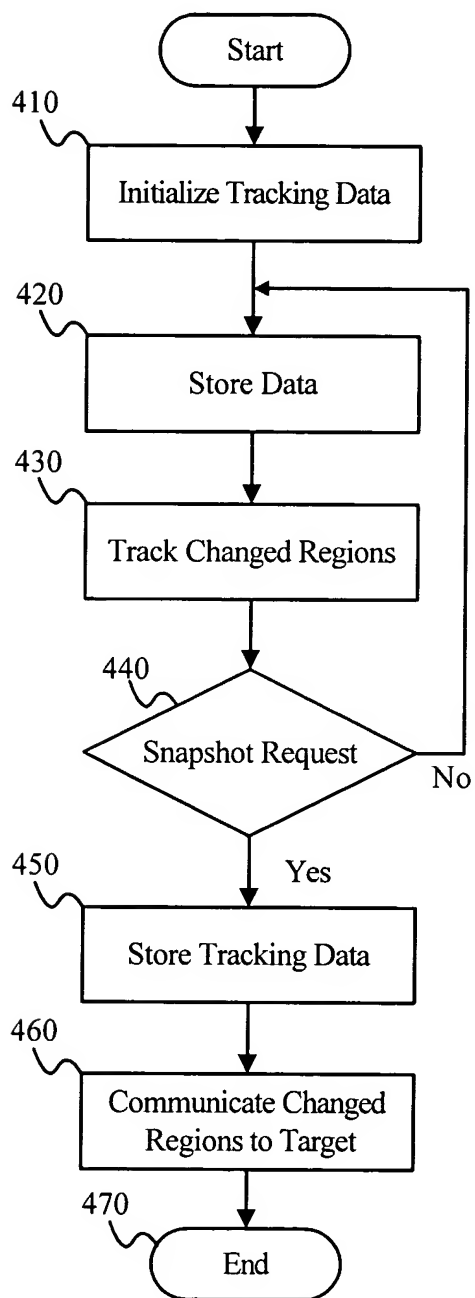 Start
410
Initialize Tracking Data
420
Store Data
430
Track Changed Regions
440
Snapshot Request
No
Yes
450
Store Tracking Data
460
Communicate Changed
Regions to Target
470
End